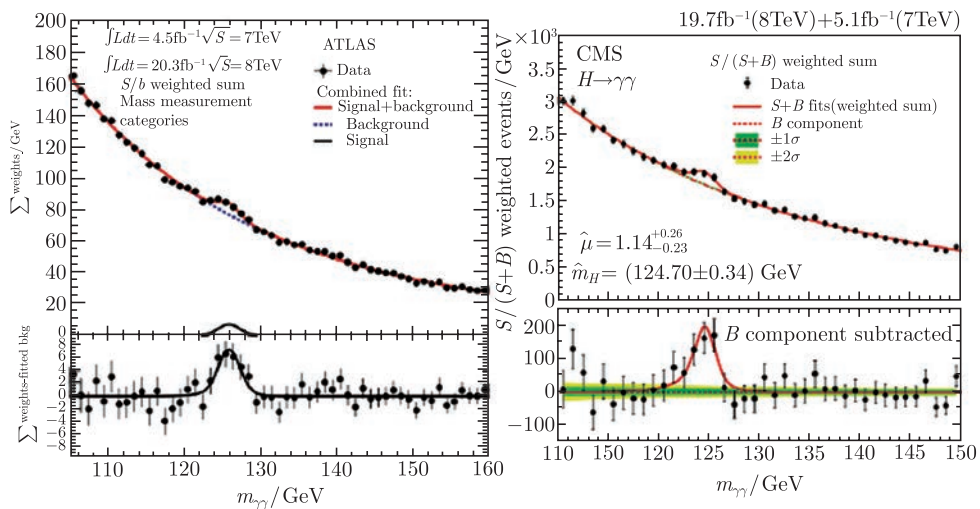 ∫Ldt=4.5fb⁻¹√S=7TeV
∫Ldt=20.3fb⁻¹√S=8TeV
S/b weighted sum
Mass measurement
categories
ATLAS
Data
Combined fit:
Signal+background
Background
Signal
∑weights/GeV
200
180
160
140
120
100
80
60
40
20
0
∑weights-fitted bkg
8
6
4
2
0
−2
−4
−6
−8
110 120 130 140 150 160
mγγ/GeV
19.7fb⁻¹(8TeV)+5.1fb⁻¹(7TeV)
×10³
CMS
H→γγ
S/(S+B) weighted sum
Data
S+B fits(weighted sum)
B component
±1σ
±2σ
μ̂=1.14+0.26−0.23
m̂H=(124.70±0.34) GeV
S/(S+B) weighted events/GeV
3.5
3
2.5
2
1.5
1
0.5
0
B component subtracted
200
100
0
−100
110 115 120 125 130 135 140 145 150
mγγ/GeV